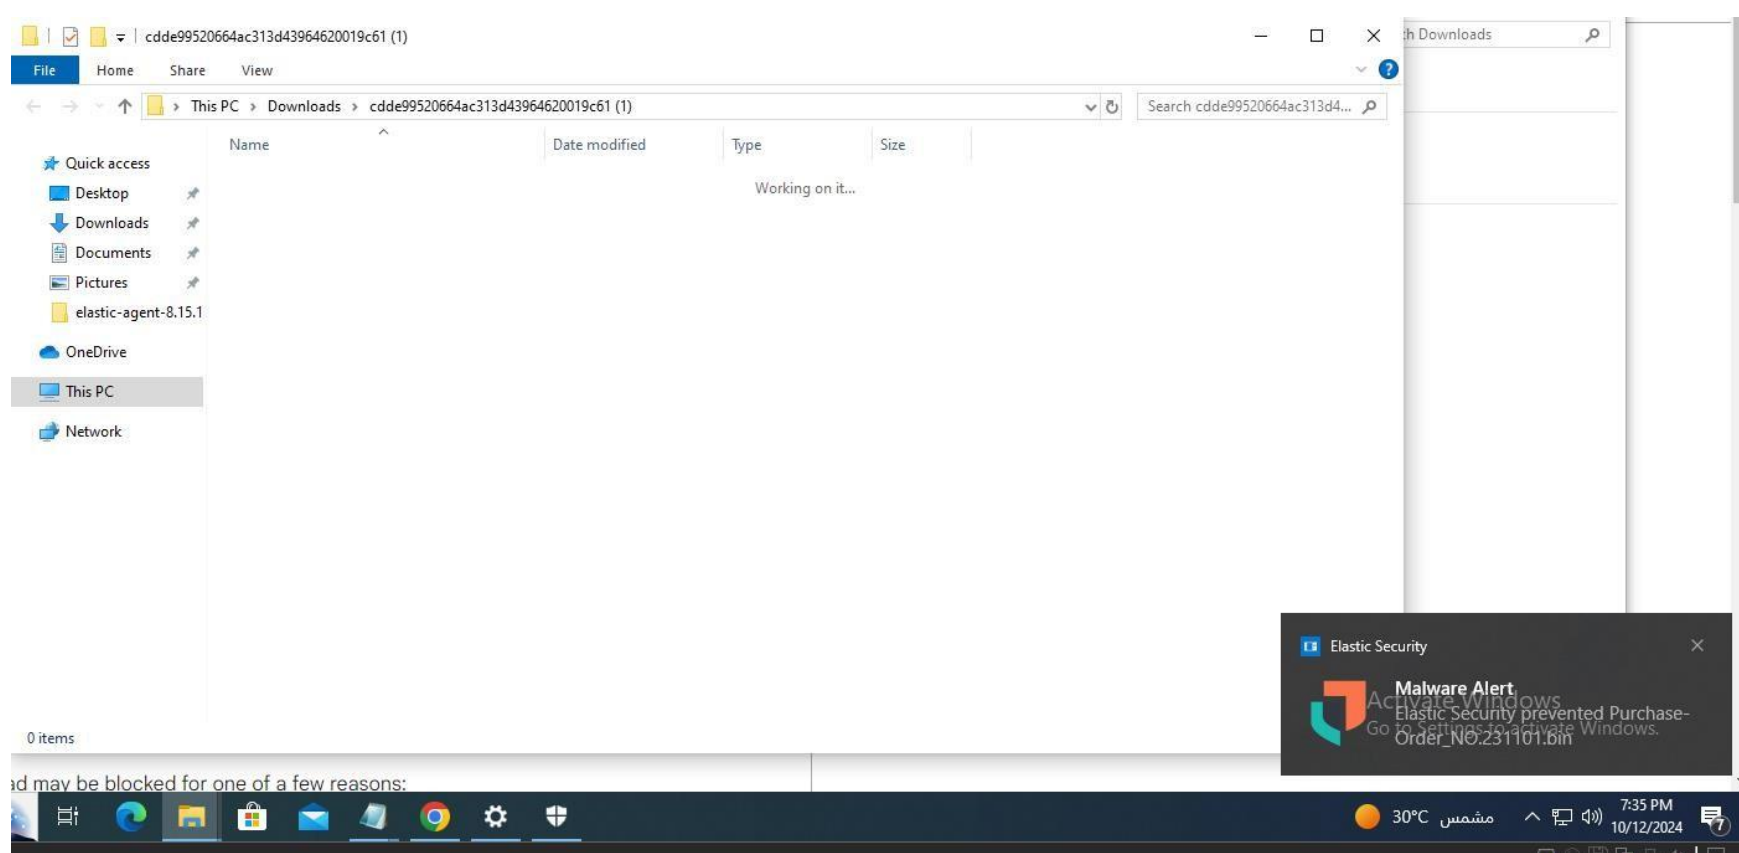 cdde99520664ac313d43964620019c61 (1)
File Home Share View
This PC > Downloads > cdde99520664ac313d43964620019c61 (1)
Search cdde99520664ac313d4...
h Downloads
Name Date modified Type Size
Working on it...
Quick access
Desktop
Downloads
Documents
Pictures
elastic-agent-8.15.1
OneDrive
This PC
Network
0 items
Elastic Security
Malware Alert
Elastic Security prevented Purchase-
Order_NO.231101.bin
Activate Windows
Go to Settings to activate Windows.
ad may be blocked for one of a few reasons:
30°C مشمس
7:35 PM
10/12/2024
7